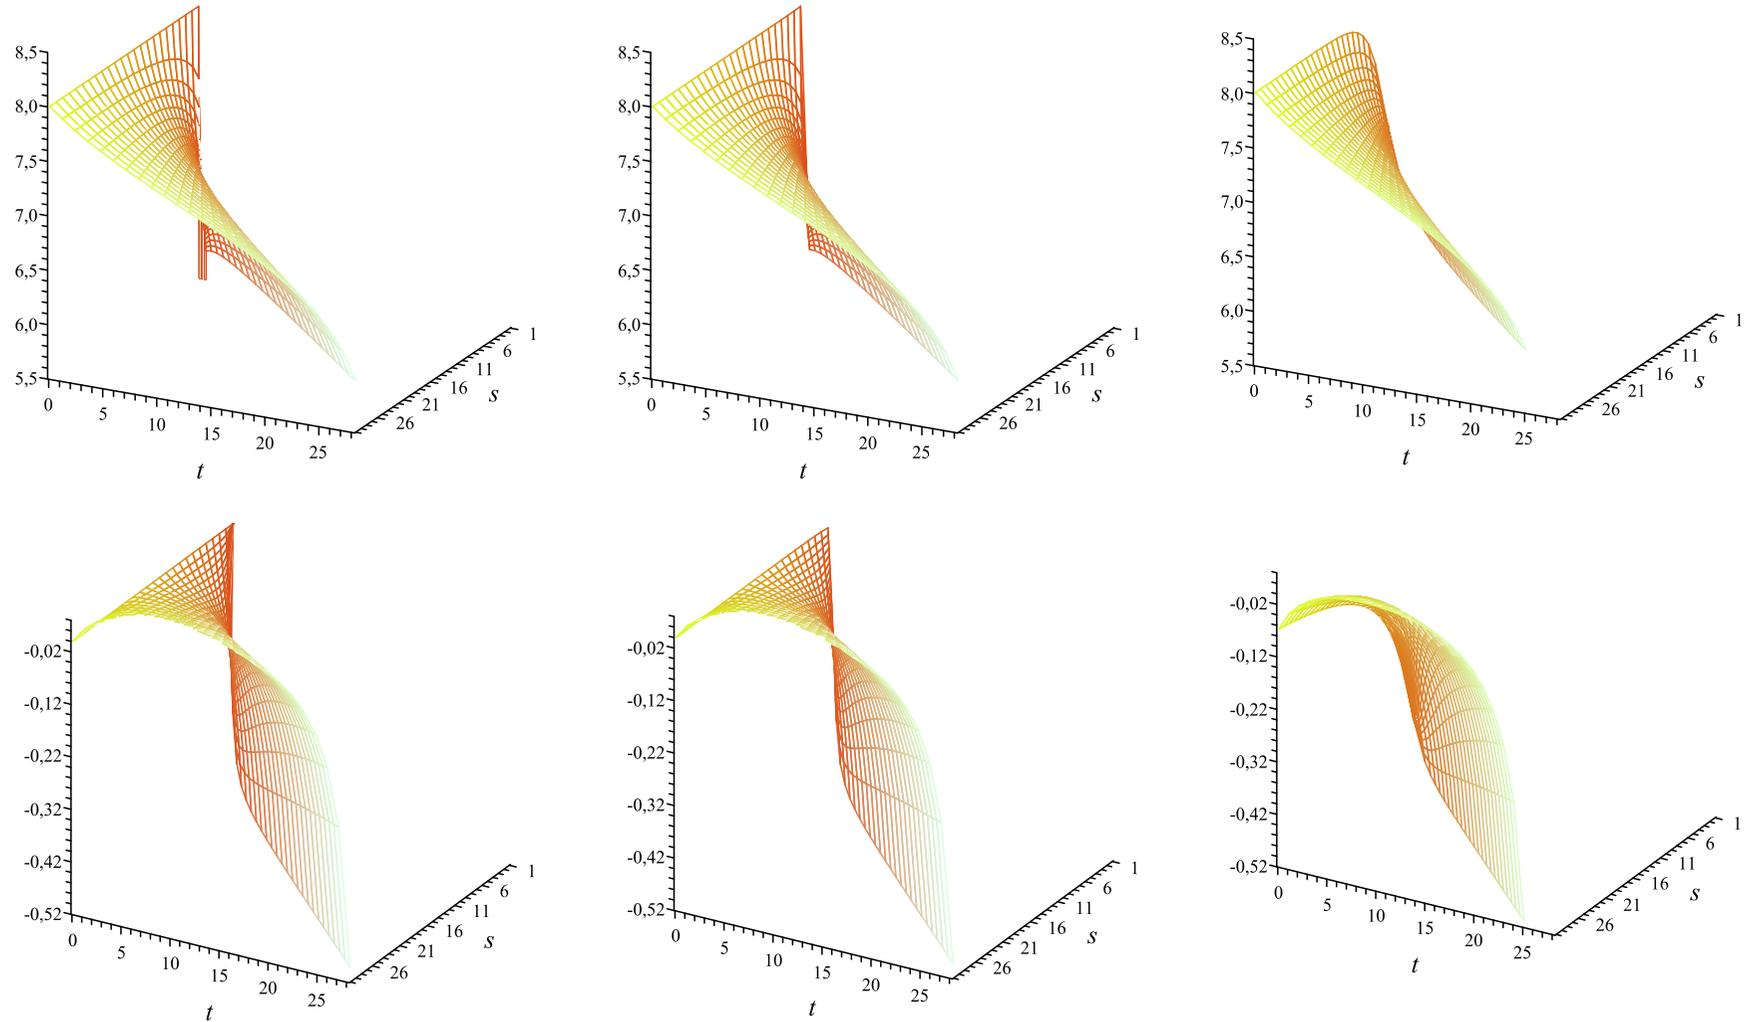 8,5 8,5 8,5
8,0 8,0 8,0
7,5 7,5 7,5
7,0 7,0 7,0
6,5 6,5 6,5
6,0 6,0 6,0
5,5 5,5 5,5
0 5 10 15 20 25 t
26 21 16 11 6 1 s
0 5 10 15 20 25 t
26 21 16 11 6 1 s
0 5 10 15 20 25 t
26 21 16 11 6 1 s
-0,02 -0,02 -0,02
-0,12 -0,12 -0,12
-0,22 -0,22 -0,22
-0,32 -0,32 -0,32
-0,42 -0,42 -0,42
-0,52 -0,52 -0,52
0 5 10 15 20 25 t
26 21 16 11 6 1 s
0 5 10 15 20 25 t
26 21 16 11 6 1 s
0 5 10 15 20 25 t
26 21 16 11 6 1 s